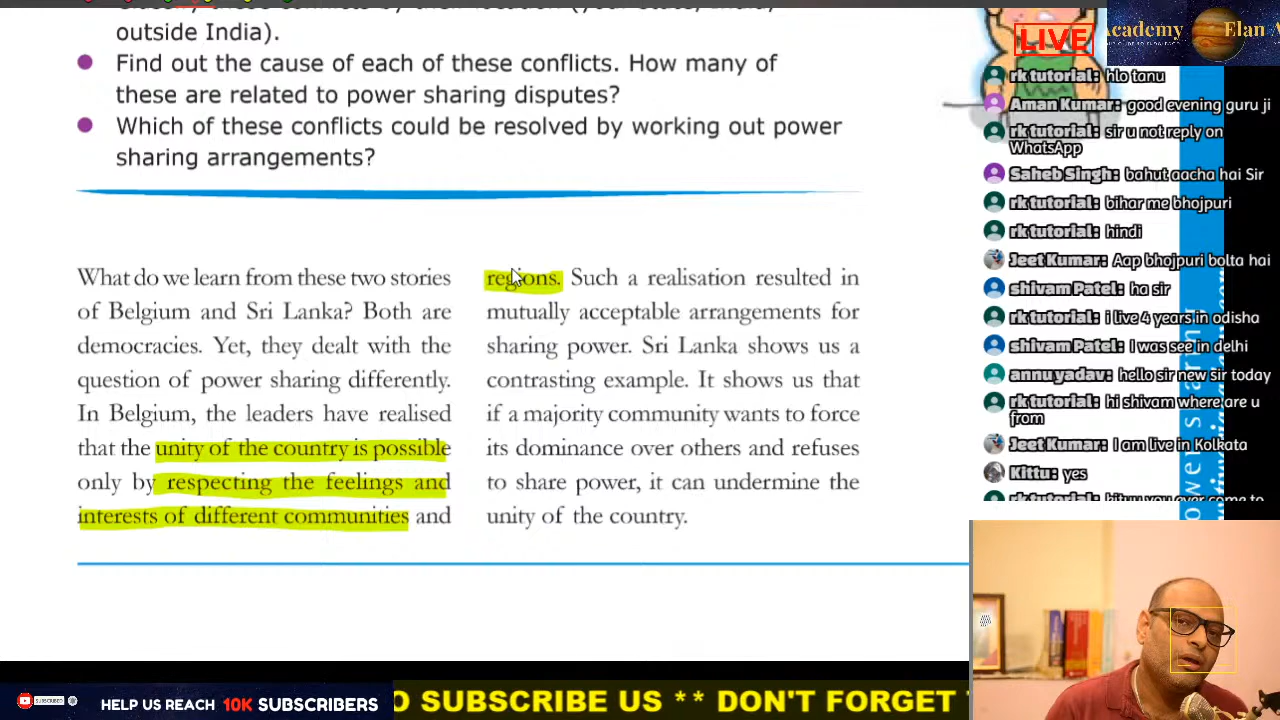 outside India).
Find out the cause of each of these conflicts. How many of
these are related to power sharing disputes?
Which of these conflicts could be resolved by working out power
sharing arrangements?
What do we learn from these two stories
of Belgium and Sri Lanka? Both are
democracies. Yet, they dealt with the
question of power sharing differently.
In Belgium, the leaders have realised
that the unity of the country is possible
only by respecting the feelings and
interests of different communities and
regions. Such a realisation resulted in
mutually acceptable arrangements for
sharing power. Sri Lanka shows us a
contrasting example. It shows us that
if a majority community wants to force
its dominance over others and refuses
to share power, it can undermine the
unity of the country.
LIVE
Academy
Elan A
rk tutorial: hlo tanu
Aman Kumar: good evening guru ji
rk tutorial: sir u not reply on
WhatsApp
Saheb Singh: bahut aacha hai Sir
rk tutorial: bihar me bhojpuri
rk tutorial: hindi
Jeet Kumar: Aap bhojpuri bolta hai
shivam Patel: ha sir
rk tutorial: i live 4 years in odisha
shivam Patel: I was see in delhi
annu yadav: hello sir new sir today
rk tutorial: hi shivam where are u
from
Jeet Kumar: I am live in Kolkata
Kittu: yes
SUBSCRIBED
HELP US REACH 10K SUBSCRIBERS
O SUBSCRIBE US ** DON'T FORGET